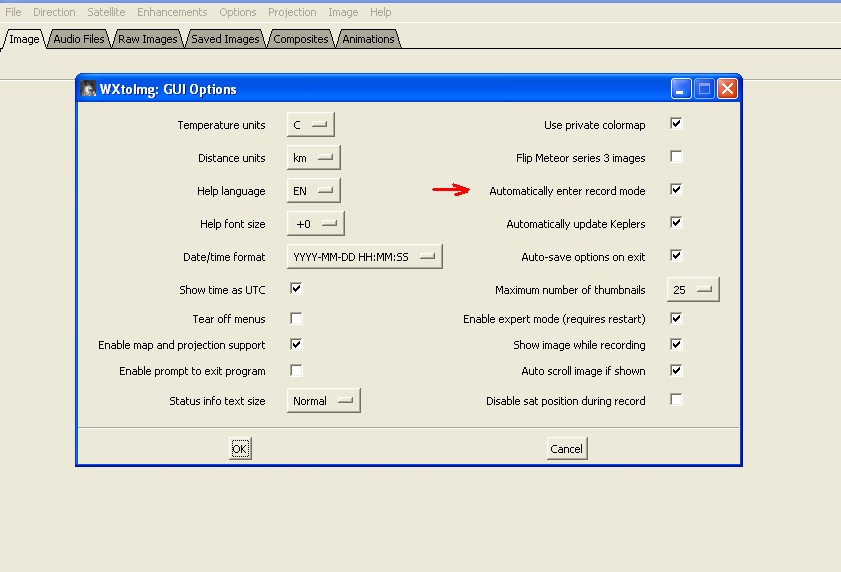 File Direction Satellite Enhancements Options Projection Image Help
Image Audio Files Raw Images Saved Images Composites Animations
WXtoImg: GUI Options
Temperature units C Use private colormap
Distance units km Flip Meteor series 3 images
Help language EN Automatically enter record mode
Help font size +0 Automatically update Keplers
Date/time format YYYY-MM-DD HH:MM:SS Auto-save options on exit
Show time as UTC Maximum number of thumbnails 25
Tear off menus Enable expert mode (requires restart)
Enable map and projection support Show image while recording
Enable prompt to exit program Auto scroll image if shown
Status info text size Normal Disable sat position during record
OK Cancel